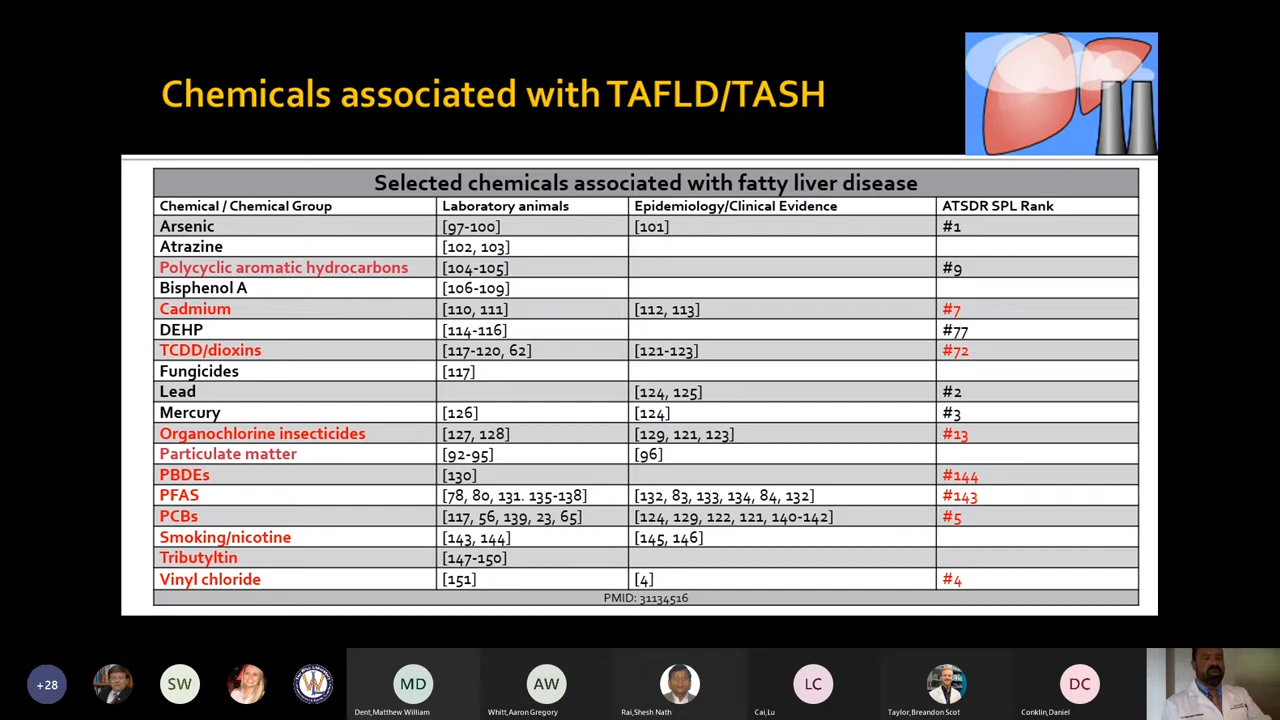 Chemicals associated with TAFLD/TASH
Selected chemicals associated with fatty liver disease
Chemical / Chemical Group Laboratory animals Epidemiology/Clinical Evidence ATSDR SPL Rank
Arsenic [97-100] [101] #1
Atrazine [102, 103]
Polycyclic aromatic hydrocarbons [104-105] #9
Bisphenol A [106-109]
Cadmium [110, 111] [112, 113] #7
DEHP [114-116] #77
TCDD/dioxins [117-120, 62] [121-123] #72
Fungicides [117]
Lead [124, 125] #2
Mercury [126] [124] #3
Organochlorine insecticides [127, 128] [129, 121, 123] #13
Particulate matter [92-95] [96]
PBDEs [130] #144
PFAS [78, 80, 131. 135-138] [132, 83, 133, 134, 84, 132] #143
PCBs [117, 56, 139, 23, 65] [124, 129, 122, 121, 140-142] #5
Smoking/nicotine [143, 144] [145, 146]
Tributyltin [147-150]
Vinyl chloride [151] [4] #4
PMID: 31134516
+28 SW MD AW LC DC
Dent,Matthew William Whitt,Aaron Gregory Rai,Shesh Nath Cai,Lu Taylor,Breandon Scot Conklin,Daniel